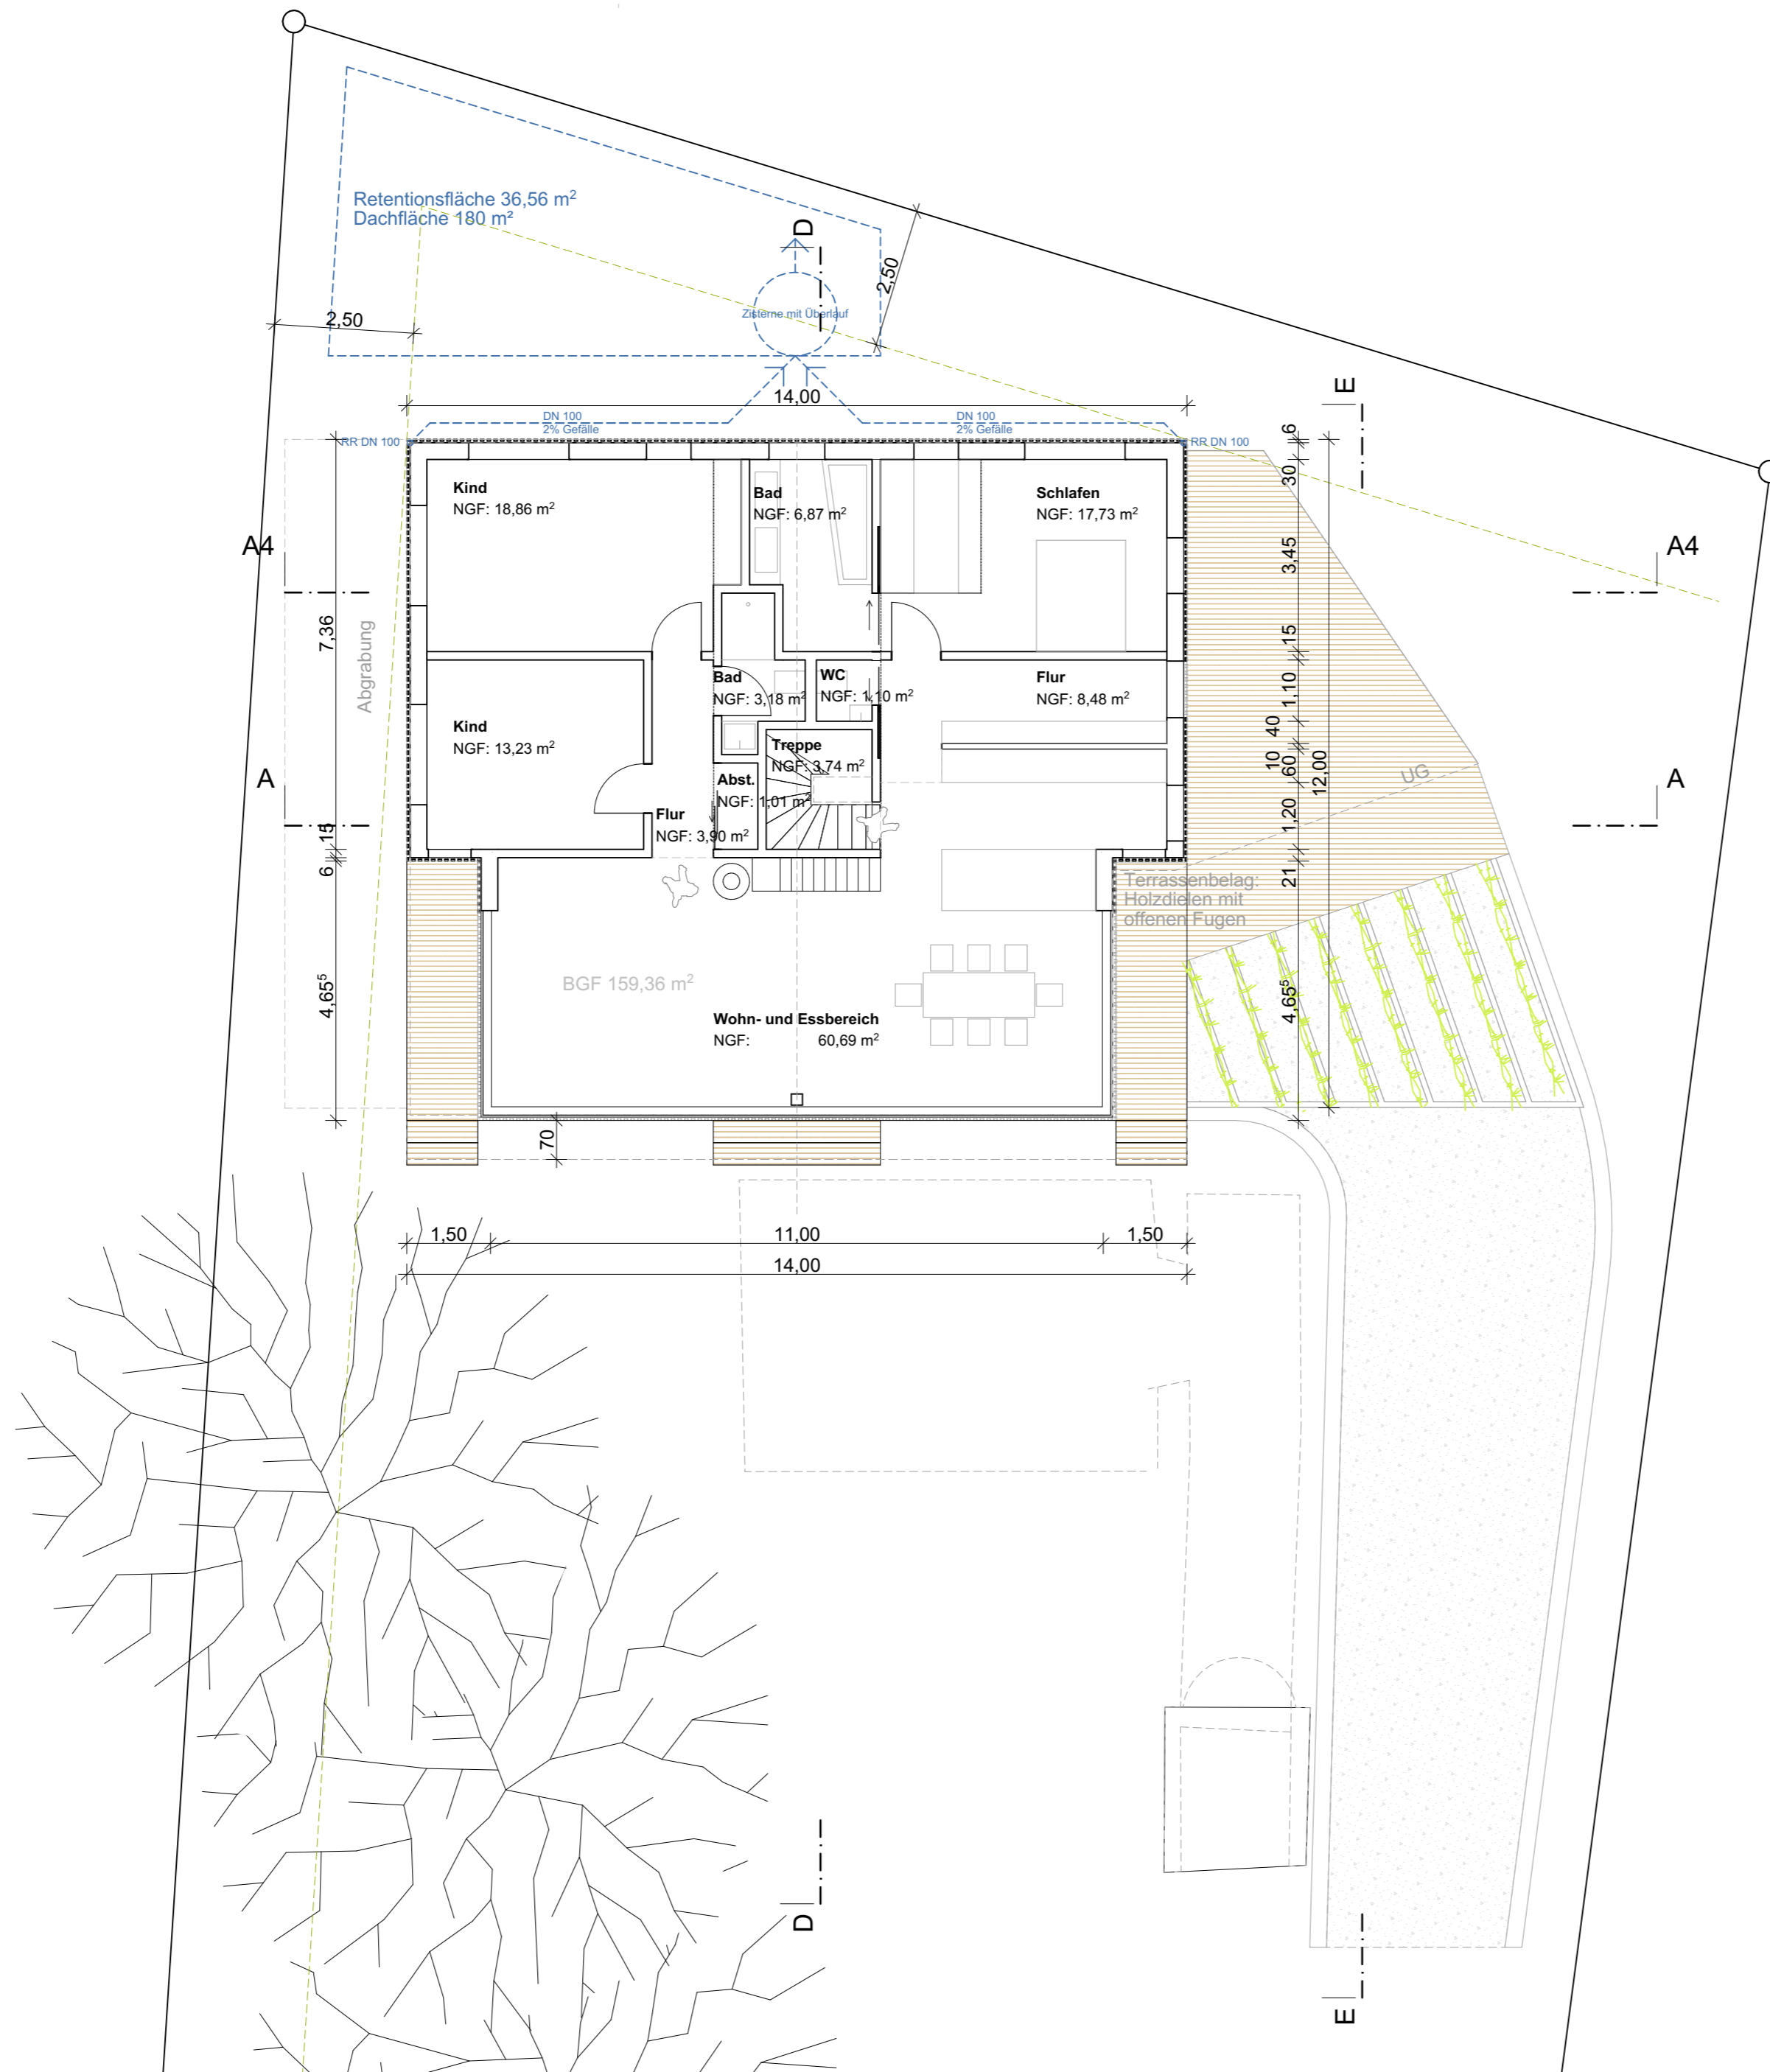 Retentionsfläche 36,56 m²
Dachfläche 180 m²
D
2,50
2,50
Zisterne mit Überlauf
14,00
E
DN 100
2% Gefälle
DN 100
2% Gefälle
RR DN 100
RR DN 100
6
30
Kind
NGF: 18,86 m²
Bad
NGF: 6,87 m²
Schlafen
NGF: 17,73 m²
A4
A4
3,45
7,36
Abgrabung
15
Bad
NGF: 3,18 m²
WC
NGF: 1,10 m²
Flur
NGF: 8,48 m²
1,10
Kind
NGF: 13,23 m²
40
Treppe
NGF: 3,74 m²
10
60
12,00
UG
A
A
Abst.
NGF: 1,01 m²
Flur
NGF: 3,90 m²
1,20
15
6
21
Terrassenbelag:
Holzdielen mit
offenen Fugen
BGF 159,36 m²
4,65⁵
4,65⁵
Wohn- und Essbereich
NGF: 60,69 m²
70
1,50
11,00
1,50
14,00
D
E